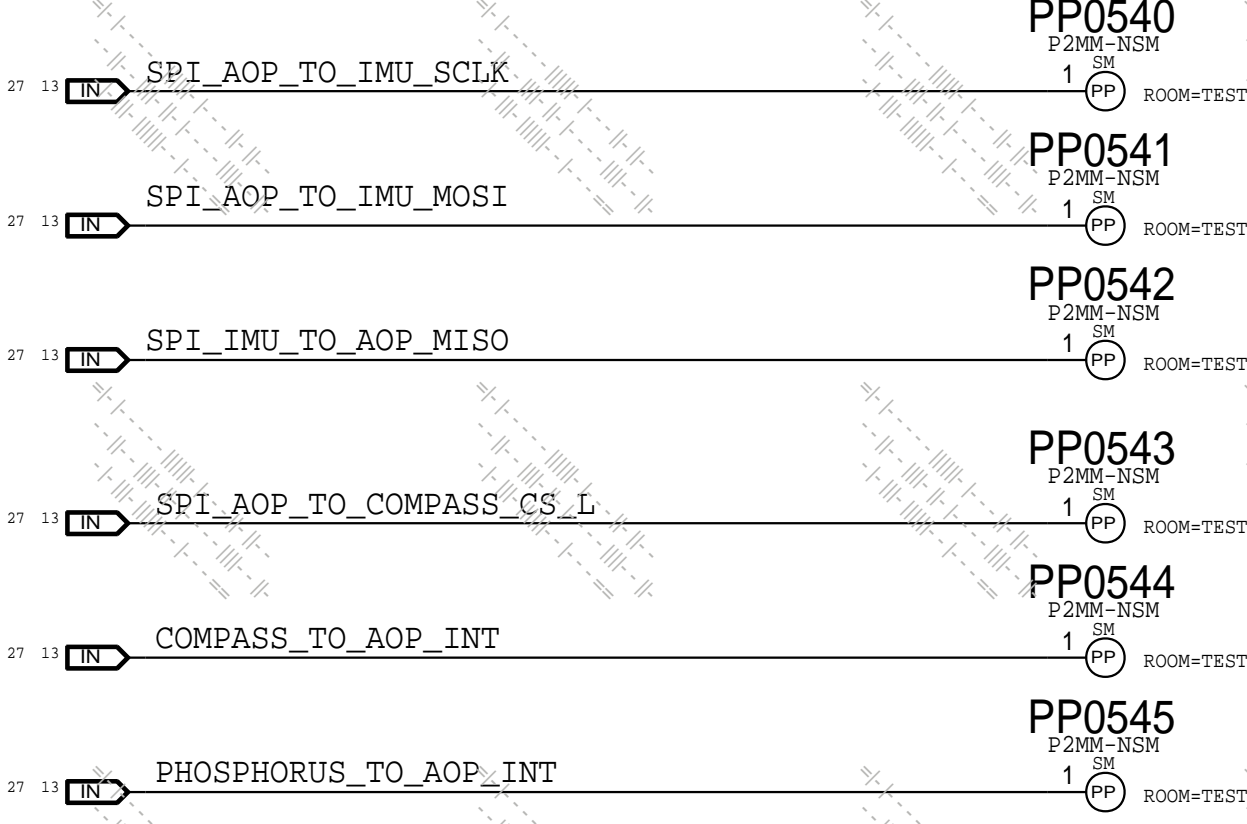 PP0540
P2MM-NSM
SM
SPI_AOP_TO_IMU_SCLK
1
27 13 IN PP ROOM=TEST
PP0541
P2MM-NSM
SM
SPI_AOP_TO_IMU_MOSI
1
27 13 IN PP ROOM=TEST
PP0542
P2MM-NSM
SM
SPI_IMU_TO_AOP_MISO
1
27 13 IN PP ROOM=TEST
PP0543
P2MM-NSM
SM
SPI_AOP_TO_COMPASS_CS_L
1
27 13 IN PP ROOM=TEST
PP0544
P2MM-NSM
SM
COMPASS_TO_AOP_INT
1
27 13 IN PP ROOM=TEST
PP0545
P2MM-NSM
SM
PHOSPHORUS_TO_AOP_INT
1
27 13 IN PP ROOM=TEST